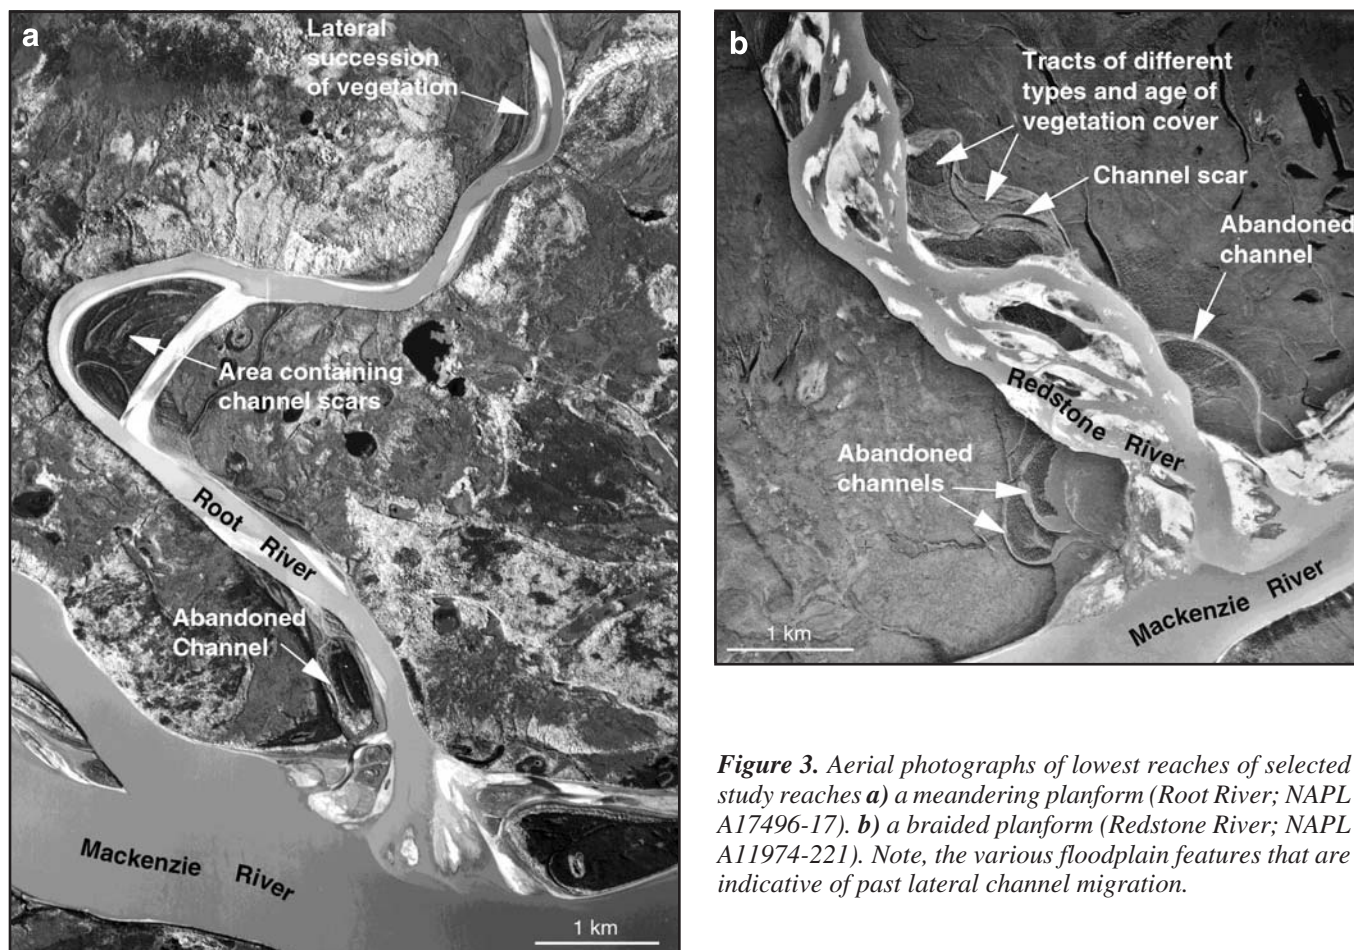 a
Lateral
succession
of vegetation
Area containing
channel scars
Root River
Abandoned
Channel
Mackenzie River
1 km
b
Tracts of different
types and age of
vegetation cover
Channel scar
Abandoned
channel
Redstone River
Abandoned
channels
1 km
Mackenzie River
Figure 3. Aerial photographs of lowest reaches of selected
study reaches a) a meandering planform (Root River; NAPL
A17496-17). b) a braided planform (Redstone River; NAPL
A11974-221). Note, the various floodplain features that are
indicative of past lateral channel migration.